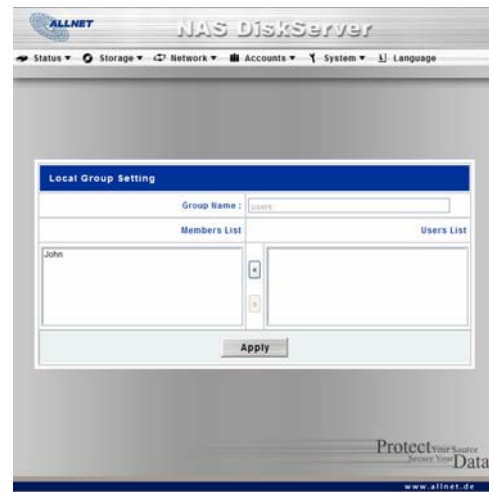 ALLNET
NAS DiskServer
Status Storage Network Accounts System Language
Local Group Setting
Group Name : users
Members List Users List
John
«
»
Apply
Protect Your Source
Secure Your Data
www.allnet.de